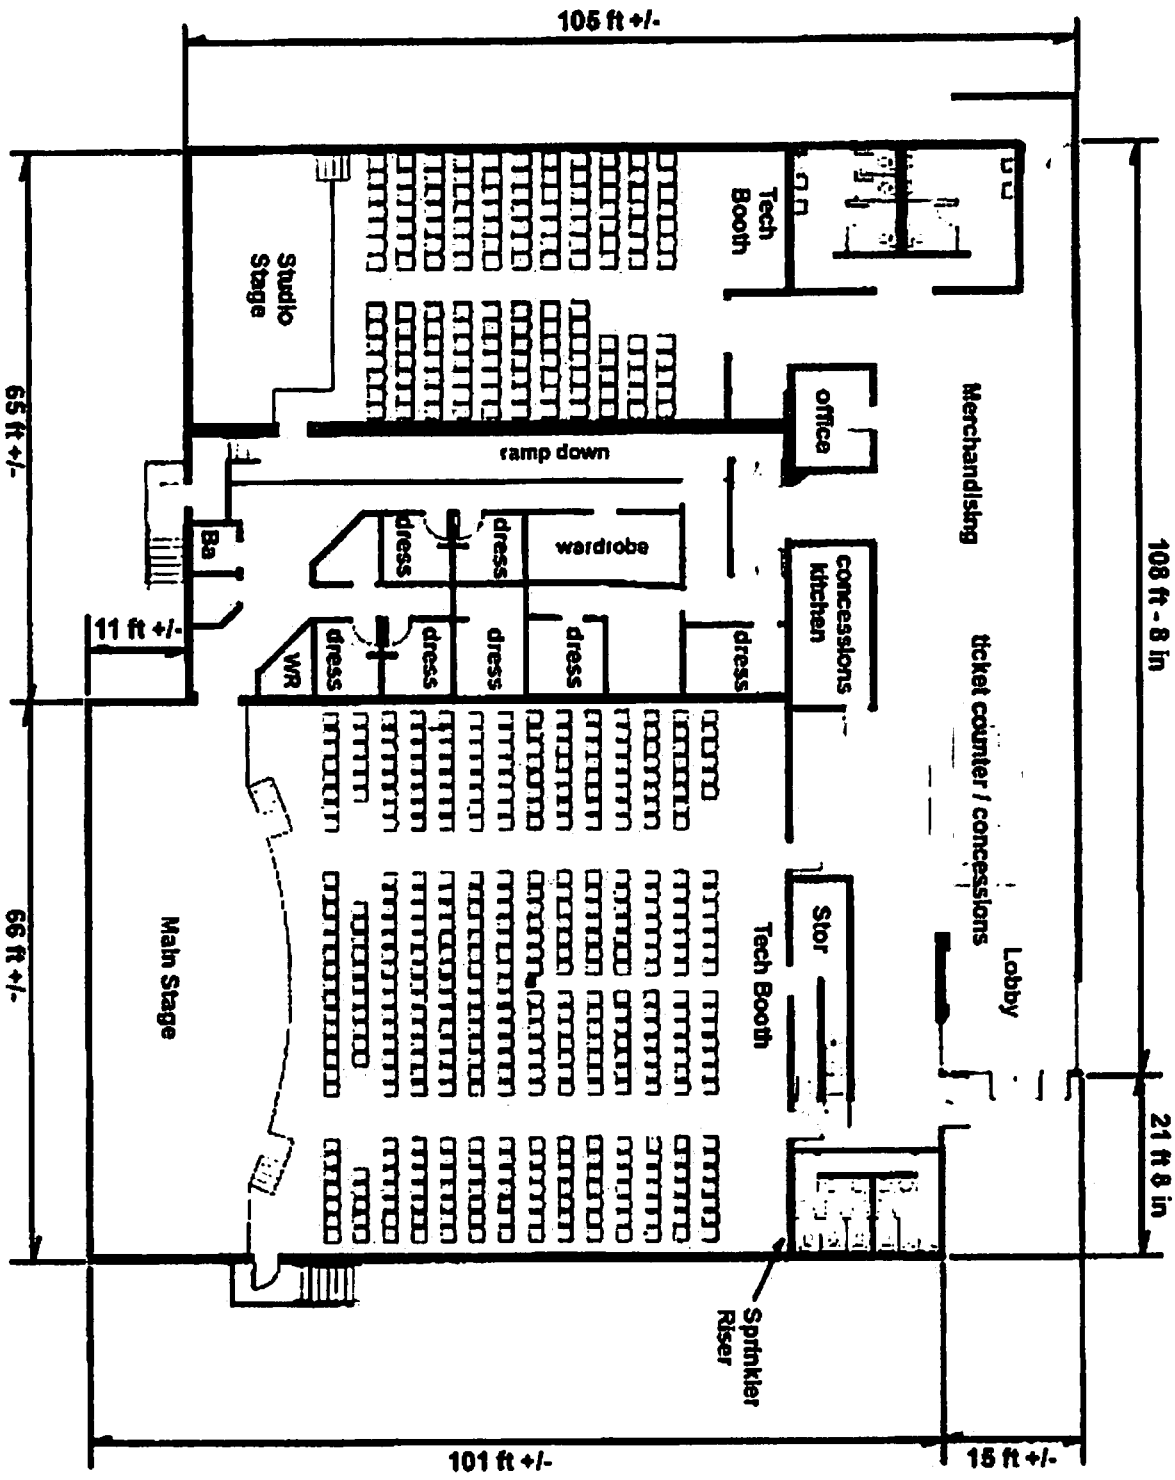 105 ft +/-
Tech
Booth
Studio
Stage
65 ft +/-
office
Merchandising
ramp down
108 ft - 8 in
Ba
dress
dress
wardrobe
concessions
kitchen
11 ft +/-
WR
dress
dress
dress
dress
dress
ticket counter / concessions
Main Stage
66 ft +/-
Tech Booth
Stor
Lobby
21 ft 8 in
Sprinkler
Riser
101 ft +/-
15 ft +/-